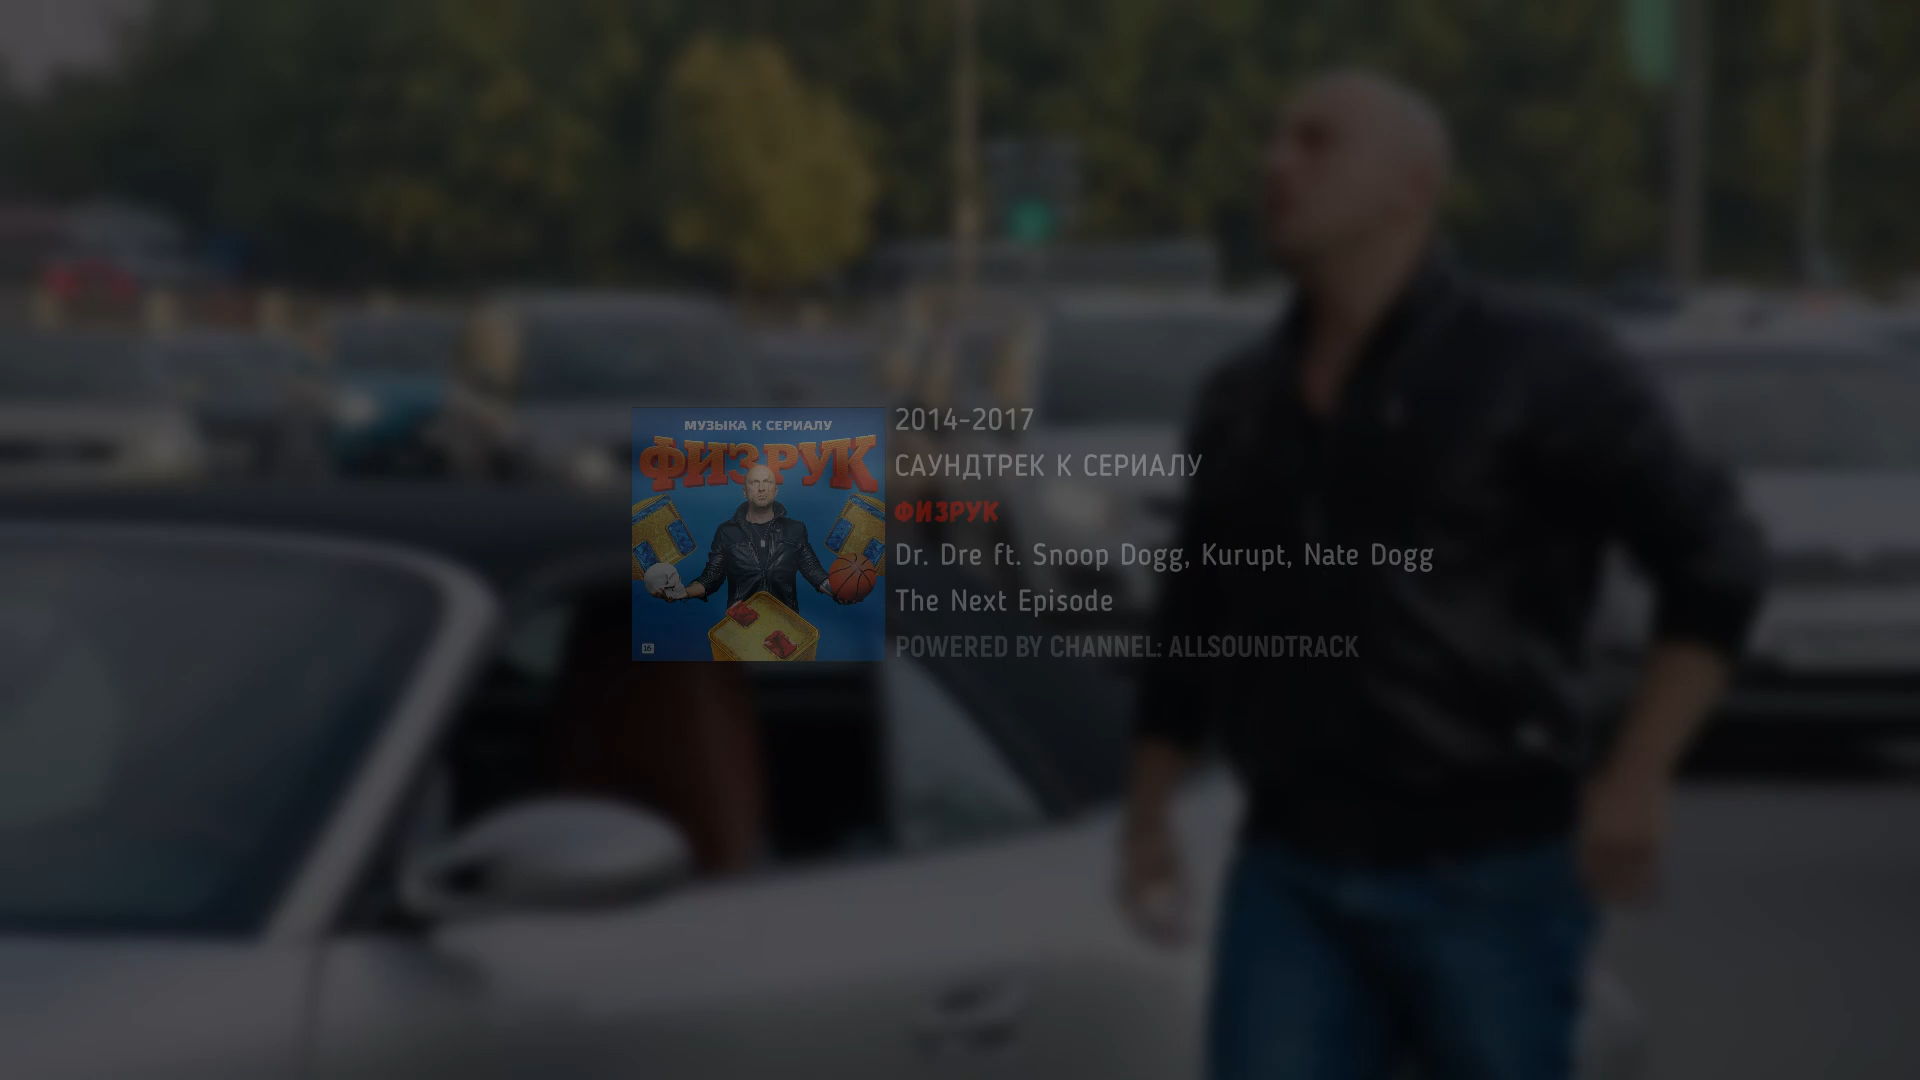 МУЗЫКА К СЕРИАЛУ
ФИЗРУК
16
2014-2017
САУНДТРЕК К СЕРИАЛУ
ФИЗРУК
Dr. Dre ft. Snoop Dogg, Kurupt, Nate Dogg
The Next Episode
POWERED BY CHANNEL: ALLSOUNDTRACK